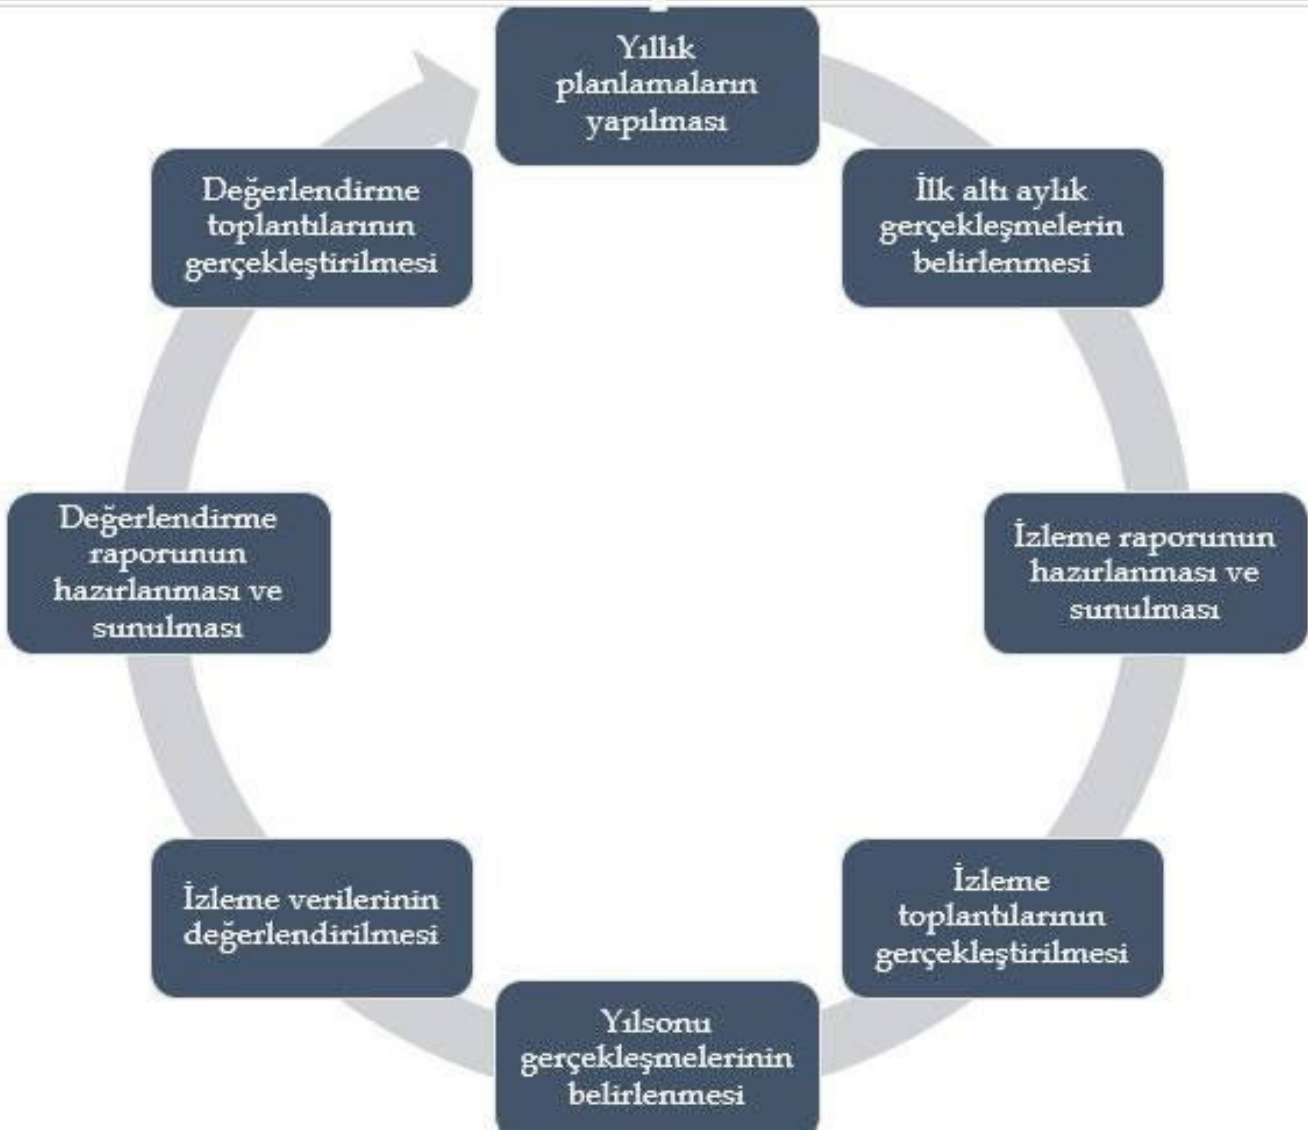 Yıllık
planlamaların
yapılması
İlk altı aylık
gerçekleşmelerin
belirlenmesi
İzleme raporunun
hazırlanması ve
sunulması
İzleme
toplantılarının
gerçekleştirilmesi
Yılsonu
gerçekleşmelerinin
belirlenmesi
İzleme verilerinin
değerlendirilmesi
Değerlendirme
raporunun
hazırlanması ve
sunulması
Değerlendirme
toplantılarının
gerçekleştirilmesi